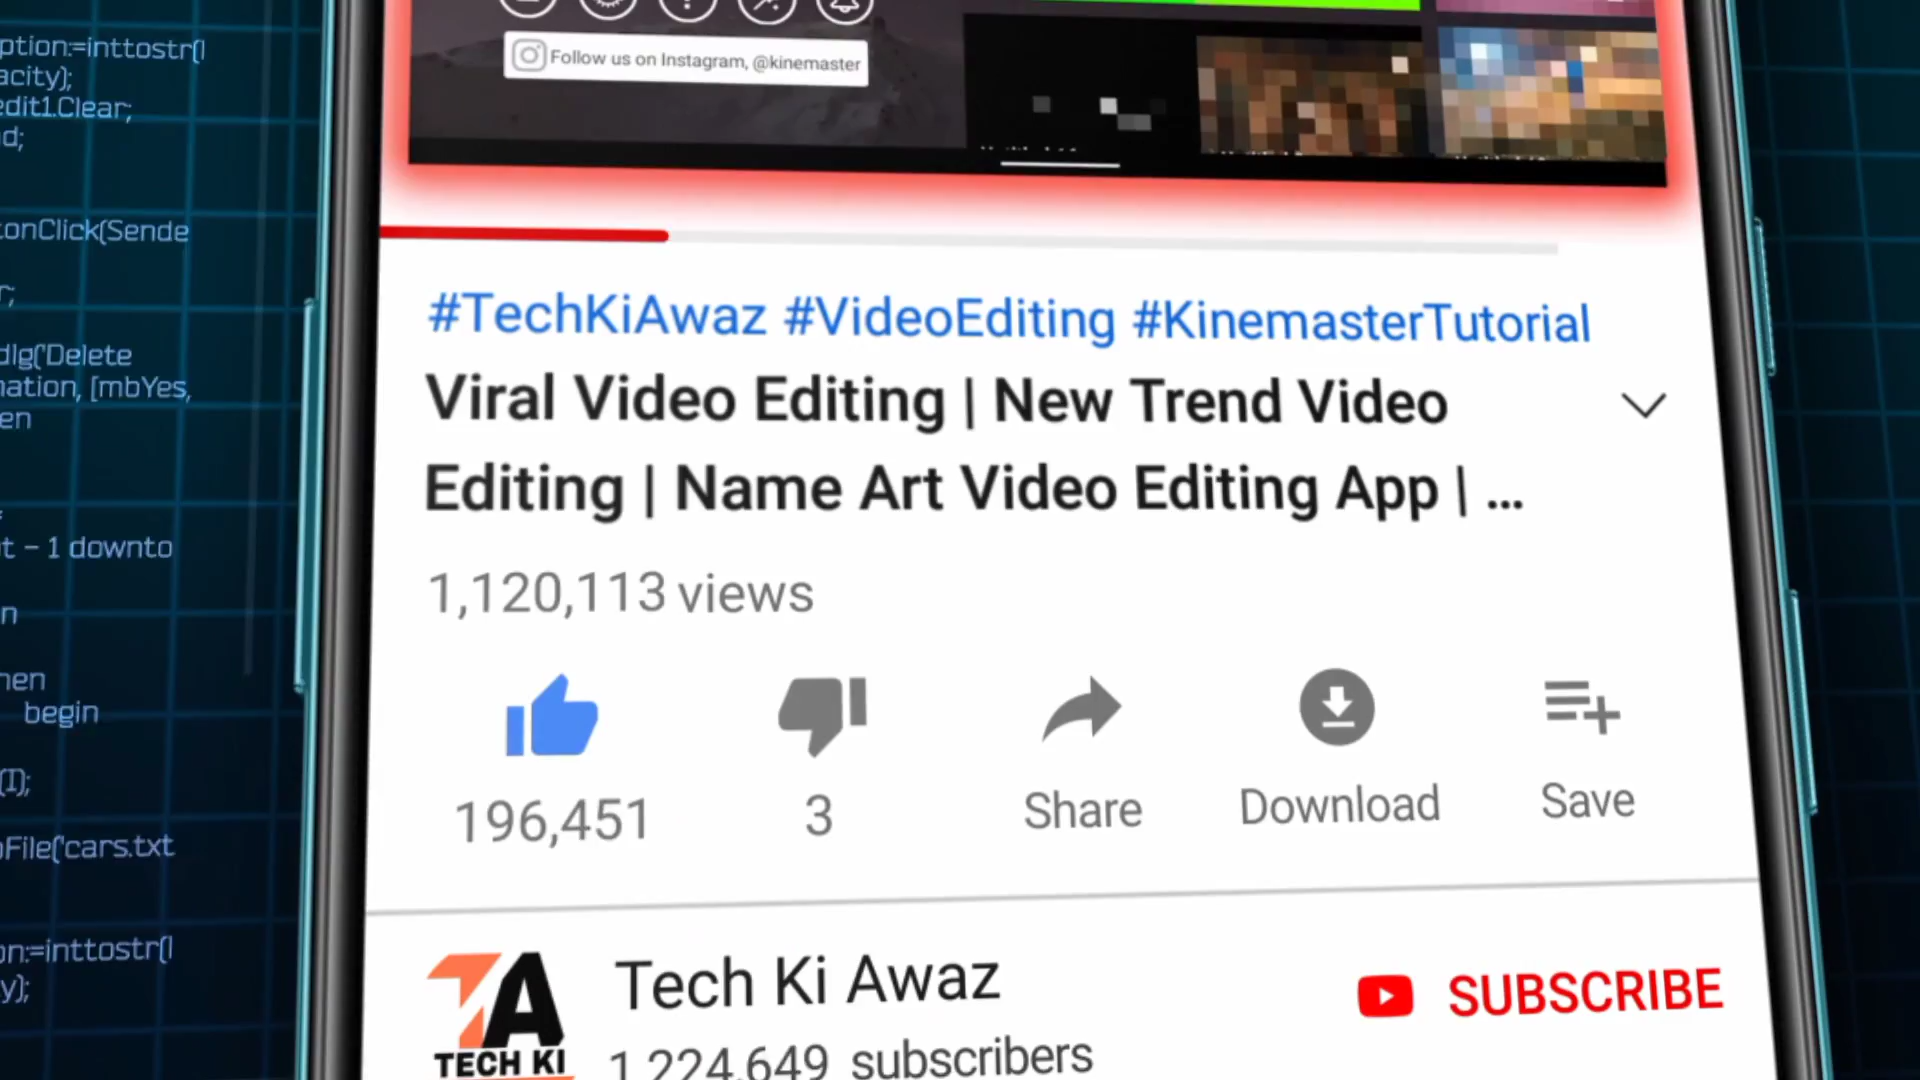 ption:=inttostr(l
acity);
edit1.Clear;
d;
onClick(Sende
r;
dlg('Delete
nation, [mbYes,
en
t - 1 downto
n
hen
begin
(I);
oFile('cars.txt
on:=inttostr(l
y);
Follow us on Instagram, @kinemaster
#TechKiAwaz #VideoEditing #KinemasterTutorial
Viral Video Editing | New Trend Video
Editing | Name Art Video Editing App | ...
1,120,113 views
196,451
3
Share
Download
Save
Tech Ki Awaz
SUBSCRIBE
1,224,649 subscribers
TA
TECH KI